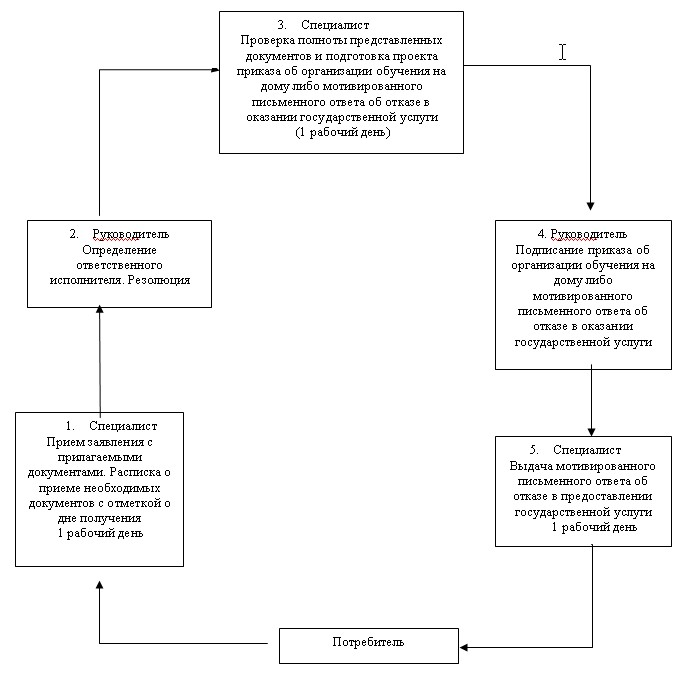 3. Специалист
Проверка полноты представленных
документов и подготовка проекта
приказа об организации обучения на
дому либо мотивированного
письменного ответа об отказе в
оказании государственной услуги
(1 рабочий день)
2. Руководитель
Определение
ответственного
исполнителя. Резолюция
4. Руководитель
Подписание приказа об
организации обучения на
дому либо
мотивированного
письменного ответа об
отказе в оказании
государственной услуги
1. Специалист
Прием заявления с
прилагаемыми
документами. Расписка о
приеме необходимых
документов с отметкой о
дне получения
1 рабочий день
5. Специалист
Выдача мотивированного
письменного ответа об
отказе в предоставлении
государственной услуги
1 рабочий день
Потребитель